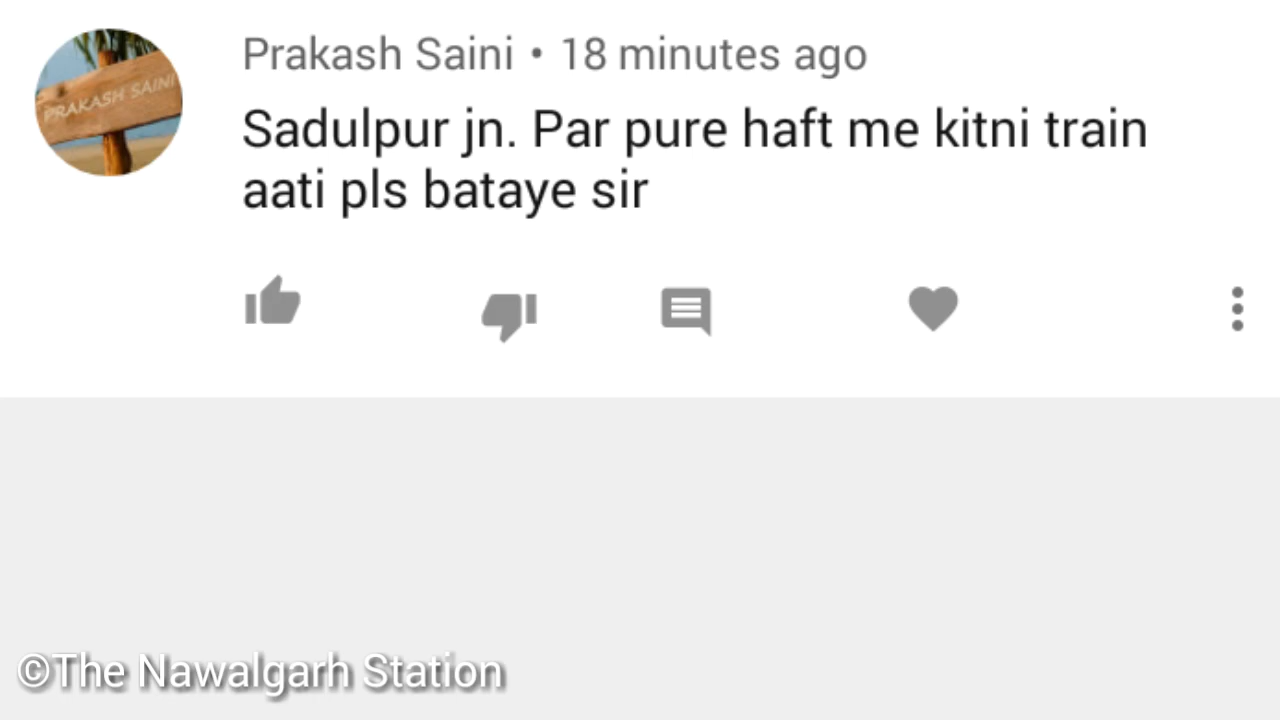 PRAKASH SAINI
Prakash Saini • 18 minutes ago
Sadulpur jn. Par pure haft me kitni train
aati pls bataye sir
©The Nawalgarh Station